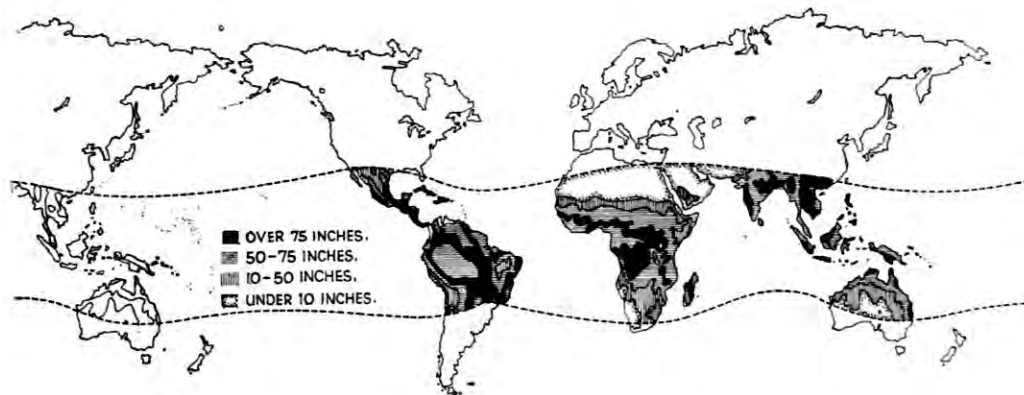 OVER 75 INCHES.
50-75 INCHES.
10-50 INCHES.
UNDER 10 INCHES.